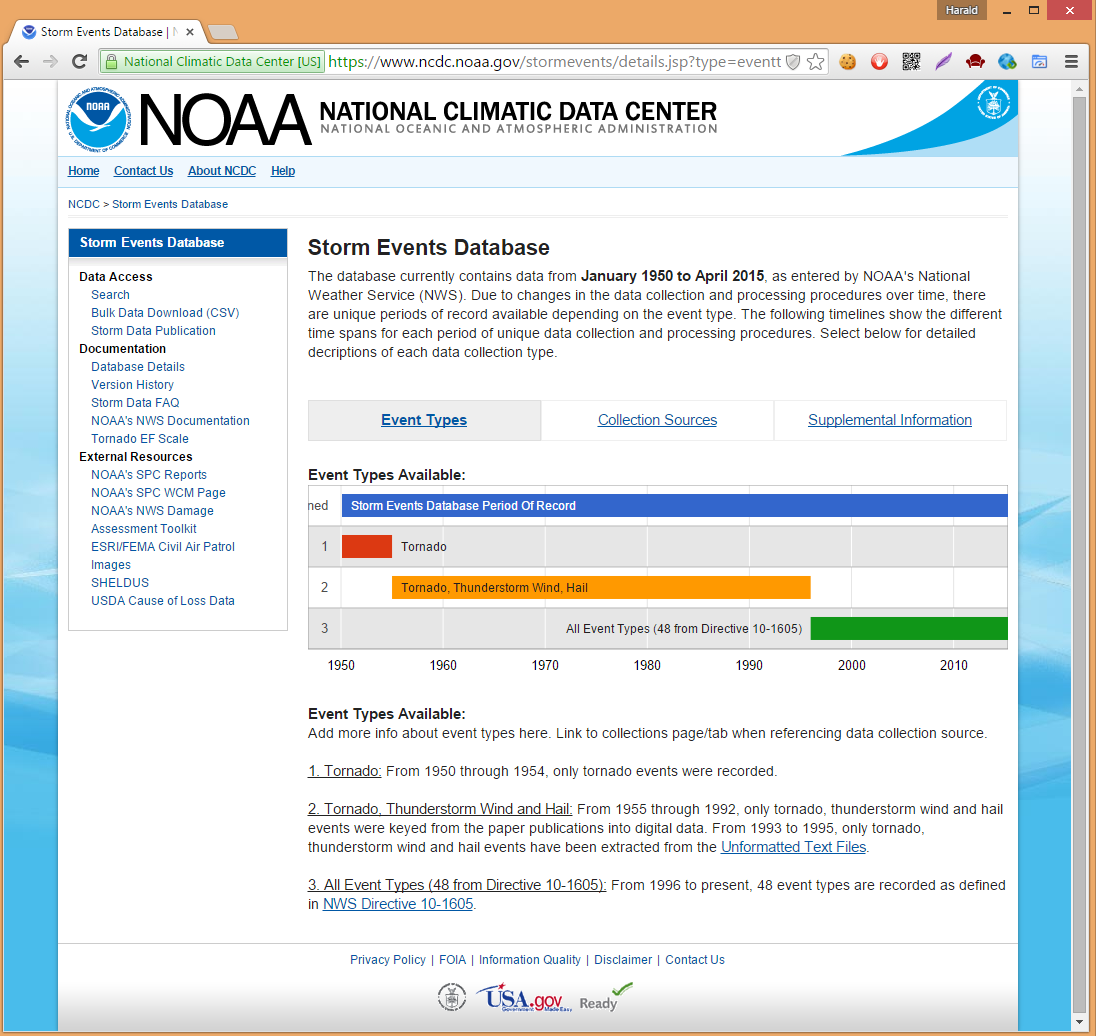 Harald
Storm Events Database | N
National Climatic Data Center [US] https://www.ncdc.noaa.gov/stormevents/details.jsp?type=eventt
NOAA NOAA NATIONAL CLIMATIC DATA CENTER
NATIONAL OCEANIC AND ATMOSPHERIC ADMINISTRATION
Home Contact Us About NCDC Help
NCDC > Storm Events Database
Storm Events Database
Data Access
Search
Bulk Data Download (CSV)
Storm Data Publication
Documentation
Database Details
Version History
Storm Data FAQ
NOAA's NWS Documentation
Tornado EF Scale
External Resources
NOAA's SPC Reports
NOAA's SPC WCM Page
NOAA's NWS Damage
Assessment Toolkit
ESRI/FEMA Civil Air Patrol
Images
SHELDUS
USDA Cause of Loss Data
Storm Events Database
The database currently contains data from January 1950 to April 2015, as entered by NOAA's National
Weather Service (NWS). Due to changes in the data collection and processing procedures over time, there
are unique periods of record available depending on the event type. The following timelines show the different
time spans for each period of unique data collection and processing procedures. Select below for detailed
decriptions of each data collection type.
Event Types Collection Sources Supplemental Information
Event Types Available:
ned Storm Events Database Period Of Record
1 Tornado
2 Tornado, Thunderstorm Wind, Hail
3 All Event Types (48 from Directive 10-1605)
1950 1960 1970 1980 1990 2000 2010
Event Types Available:
Add more info about event types here. Link to collections page/tab when referencing data collection source.
1. Tornado: From 1950 through 1954, only tornado events were recorded.
2. Tornado, Thunderstorm Wind and Hail: From 1955 through 1992, only tornado, thunderstorm wind and hail
events were keyed from the paper publications into digital data. From 1993 to 1995, only tornado,
thunderstorm wind and hail events have been extracted from the Unformatted Text Files.
3. All Event Types (48 from Directive 10-1605): From 1996 to present, 48 event types are recorded as defined
in NWS Directive 10-1605.
Privacy Policy | FOIA | Information Quality | Disclaimer | Contact Us
USA.gov Ready
Government Made Easy